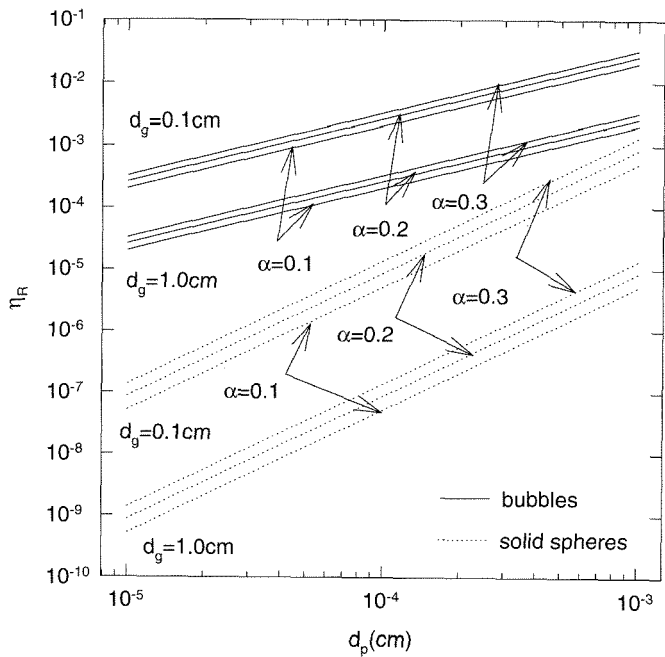 10⁻¹
10⁻²
10⁻³
10⁻⁴
10⁻⁵
10⁻⁶
10⁻⁷
10⁻⁸
10⁻⁹
10⁻¹⁰
η_R
d_g=0.1cm
α=0.1
α=0.2
α=0.3
d_g=1.0cm
α=0.1
α=0.2
α=0.3
d_g=0.1cm
d_g=1.0cm
bubbles
solid spheres
10⁻⁵
10⁻⁴
10⁻³
d_p(cm)